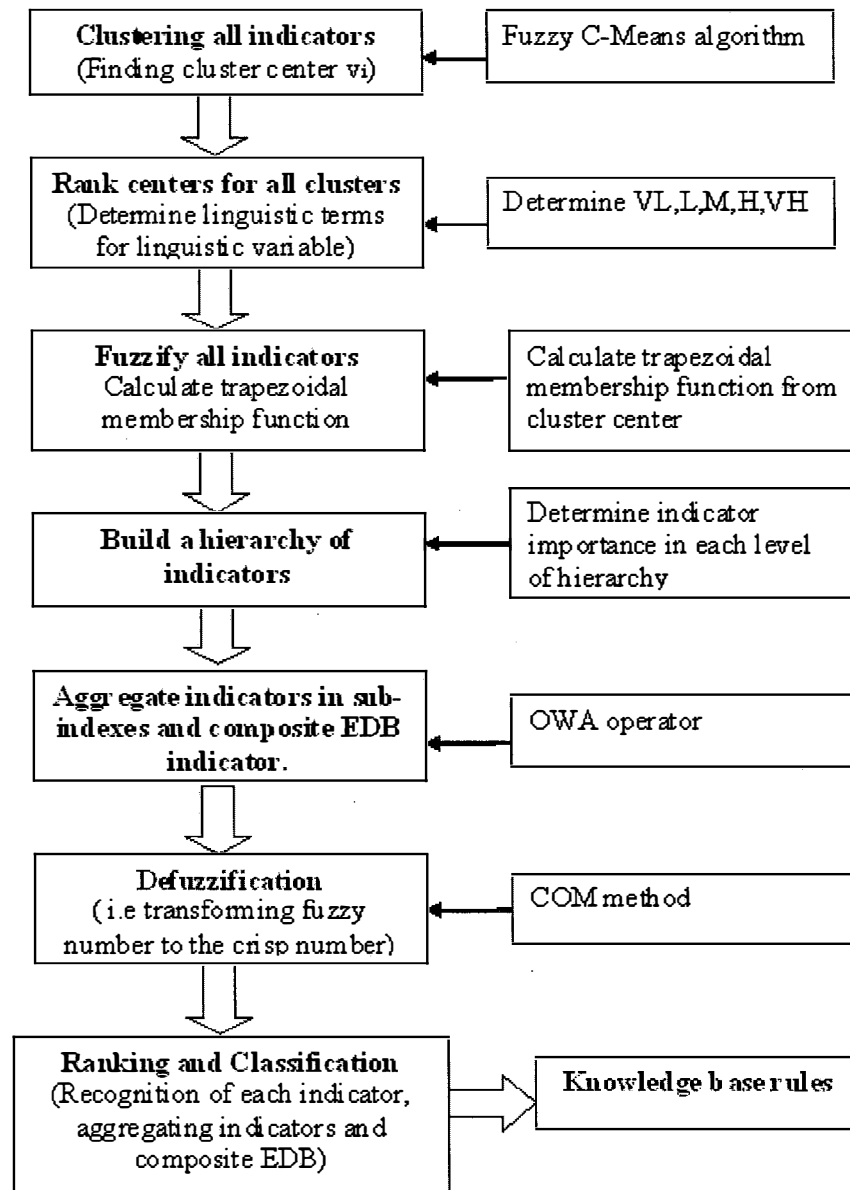 Clustering all indicators
(Finding cluster center vi)
Fuzzy C-Means algorithm
Rank centers for all clusters
(Determine linguistic terms
for linguistic variable)
Determine VL,L,M,H,VH
Fuzzify all indicators
Calculate trapezoidal
membership function
Calculate trapezoidal
membership function from
cluster center
Build a hierarchy of
indicators
Determine indicator
importance in each level
of hierarchy
Aggregate indicators in sub-
indexes and composite EDB
indicator.
OWA operator
Defuzzification
( i.e transforming fuzzy
number to the crisp number)
COM method
Ranking and Classification
(Recognition of each indicator,
aggregating indicators and
composite EDB)
Knowledge base rules